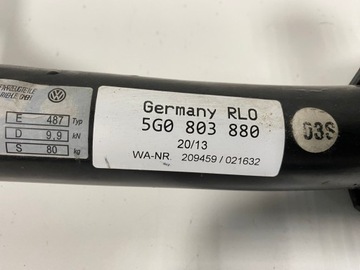 E 487 Typ
D 9.9 kN
S 80 kg
Germany RLO
5G0 803 880
20/13
WA-NR. 209459 / 021632
03S